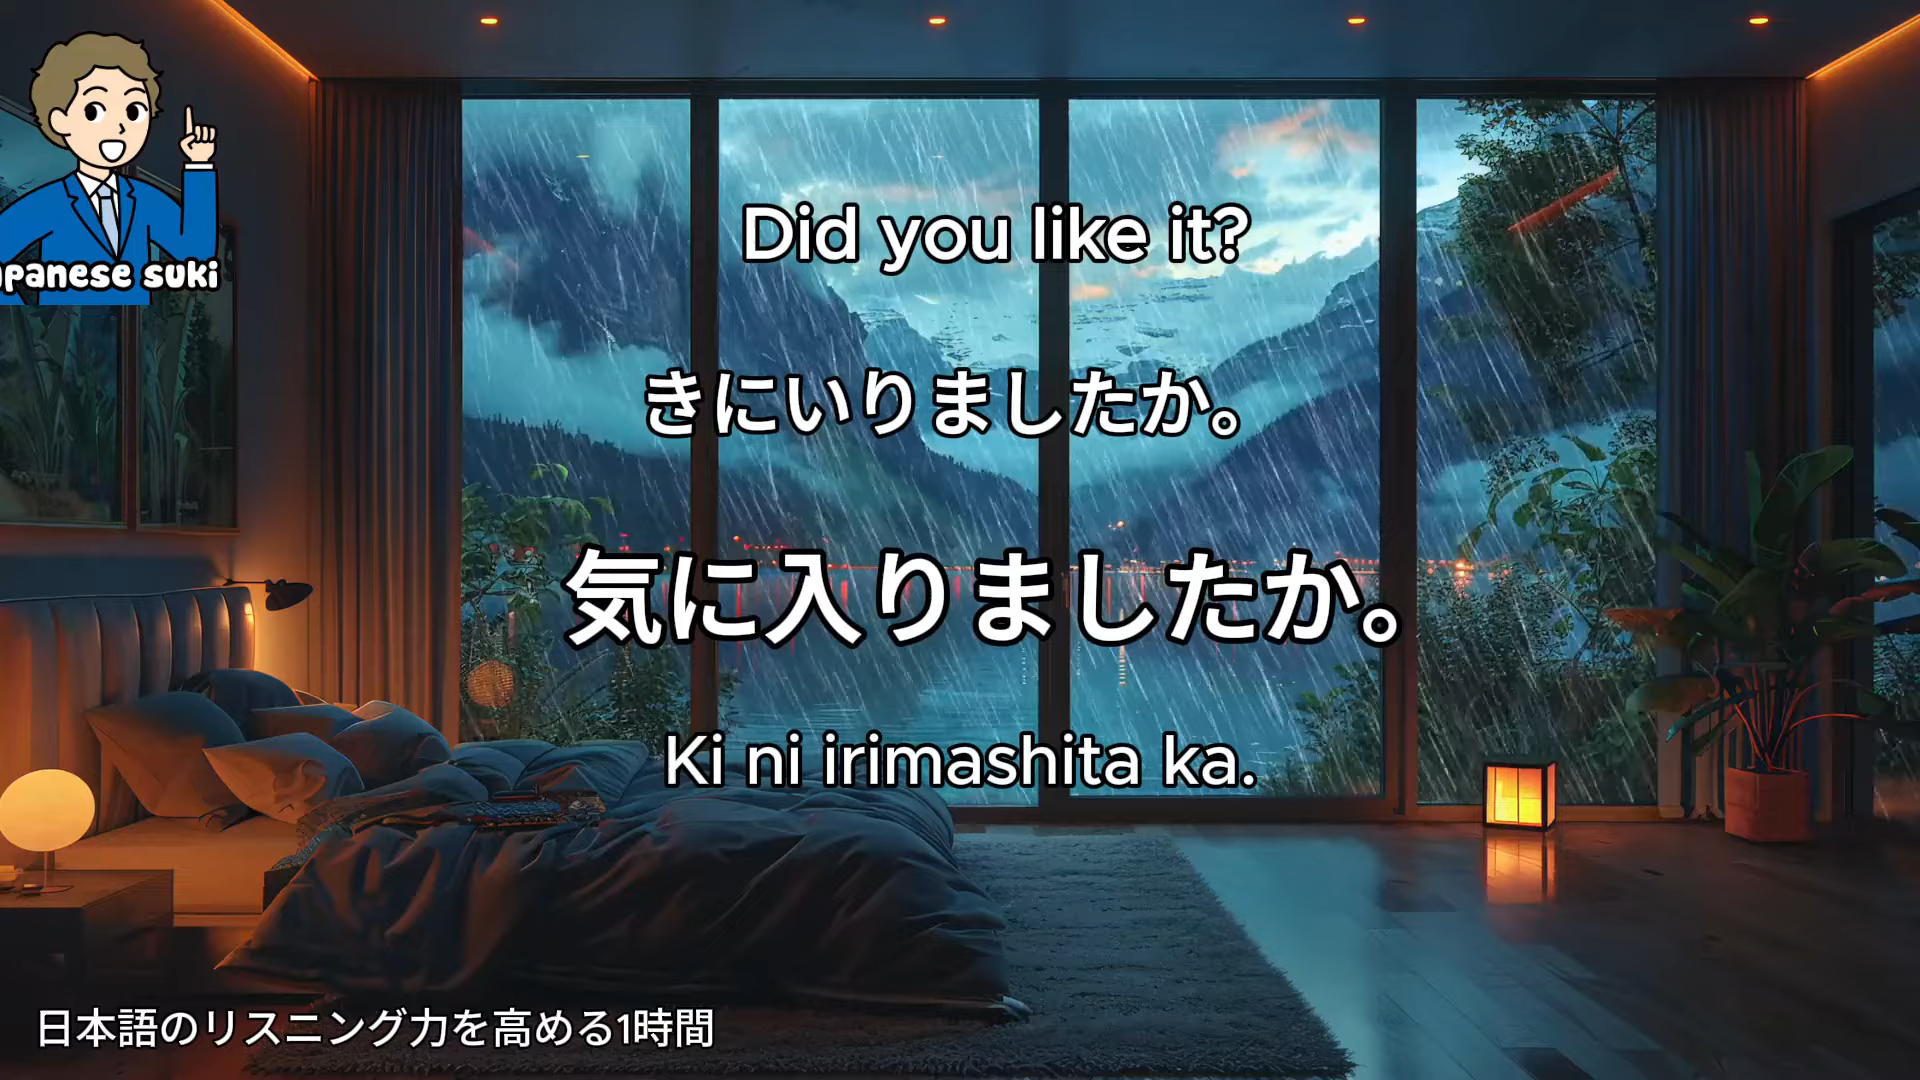 apanese suki
Did you like it?
きにいりましたか。
気に入りましたか。
Ki ni irimashita ka.
日本語のリスニング力を高める1時間